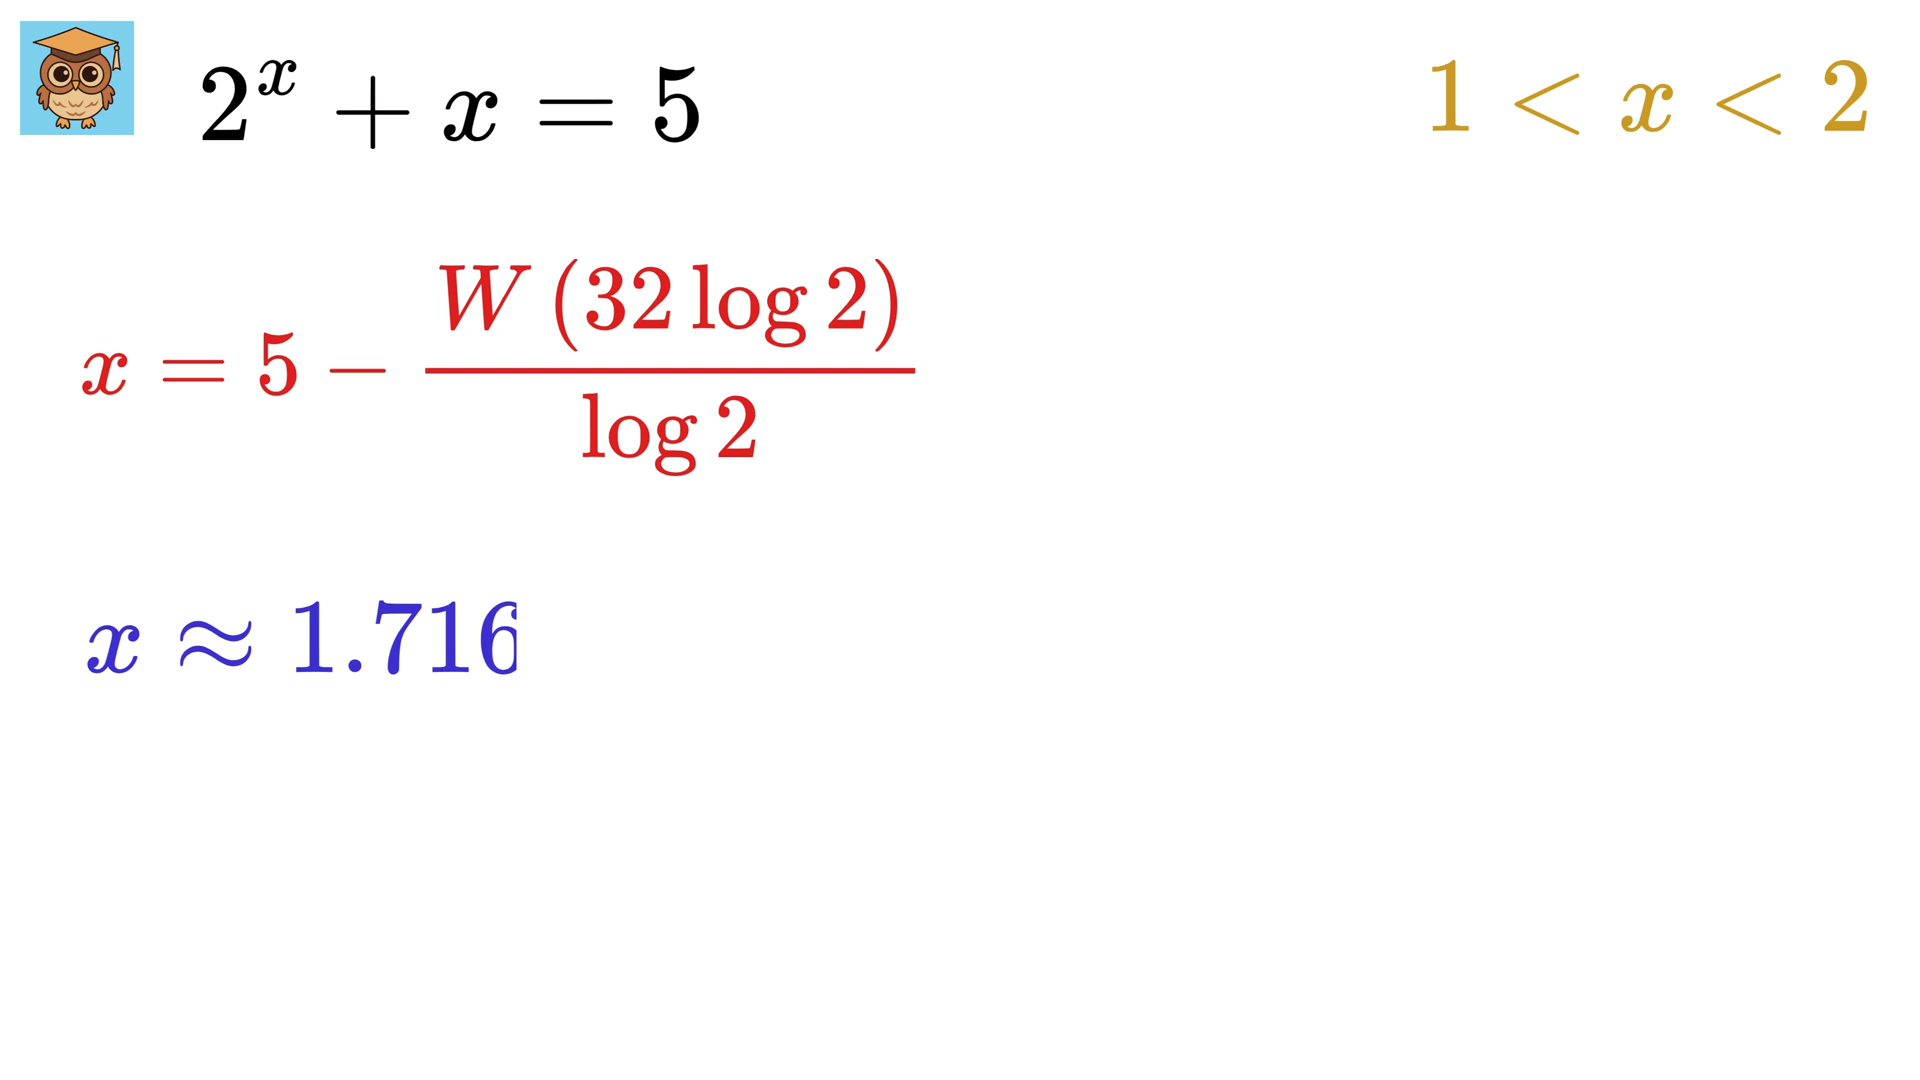 2^x + x = 5
1 < x < 2
x = 5 − W (32 log 2) / log 2
x ≈ 1.716